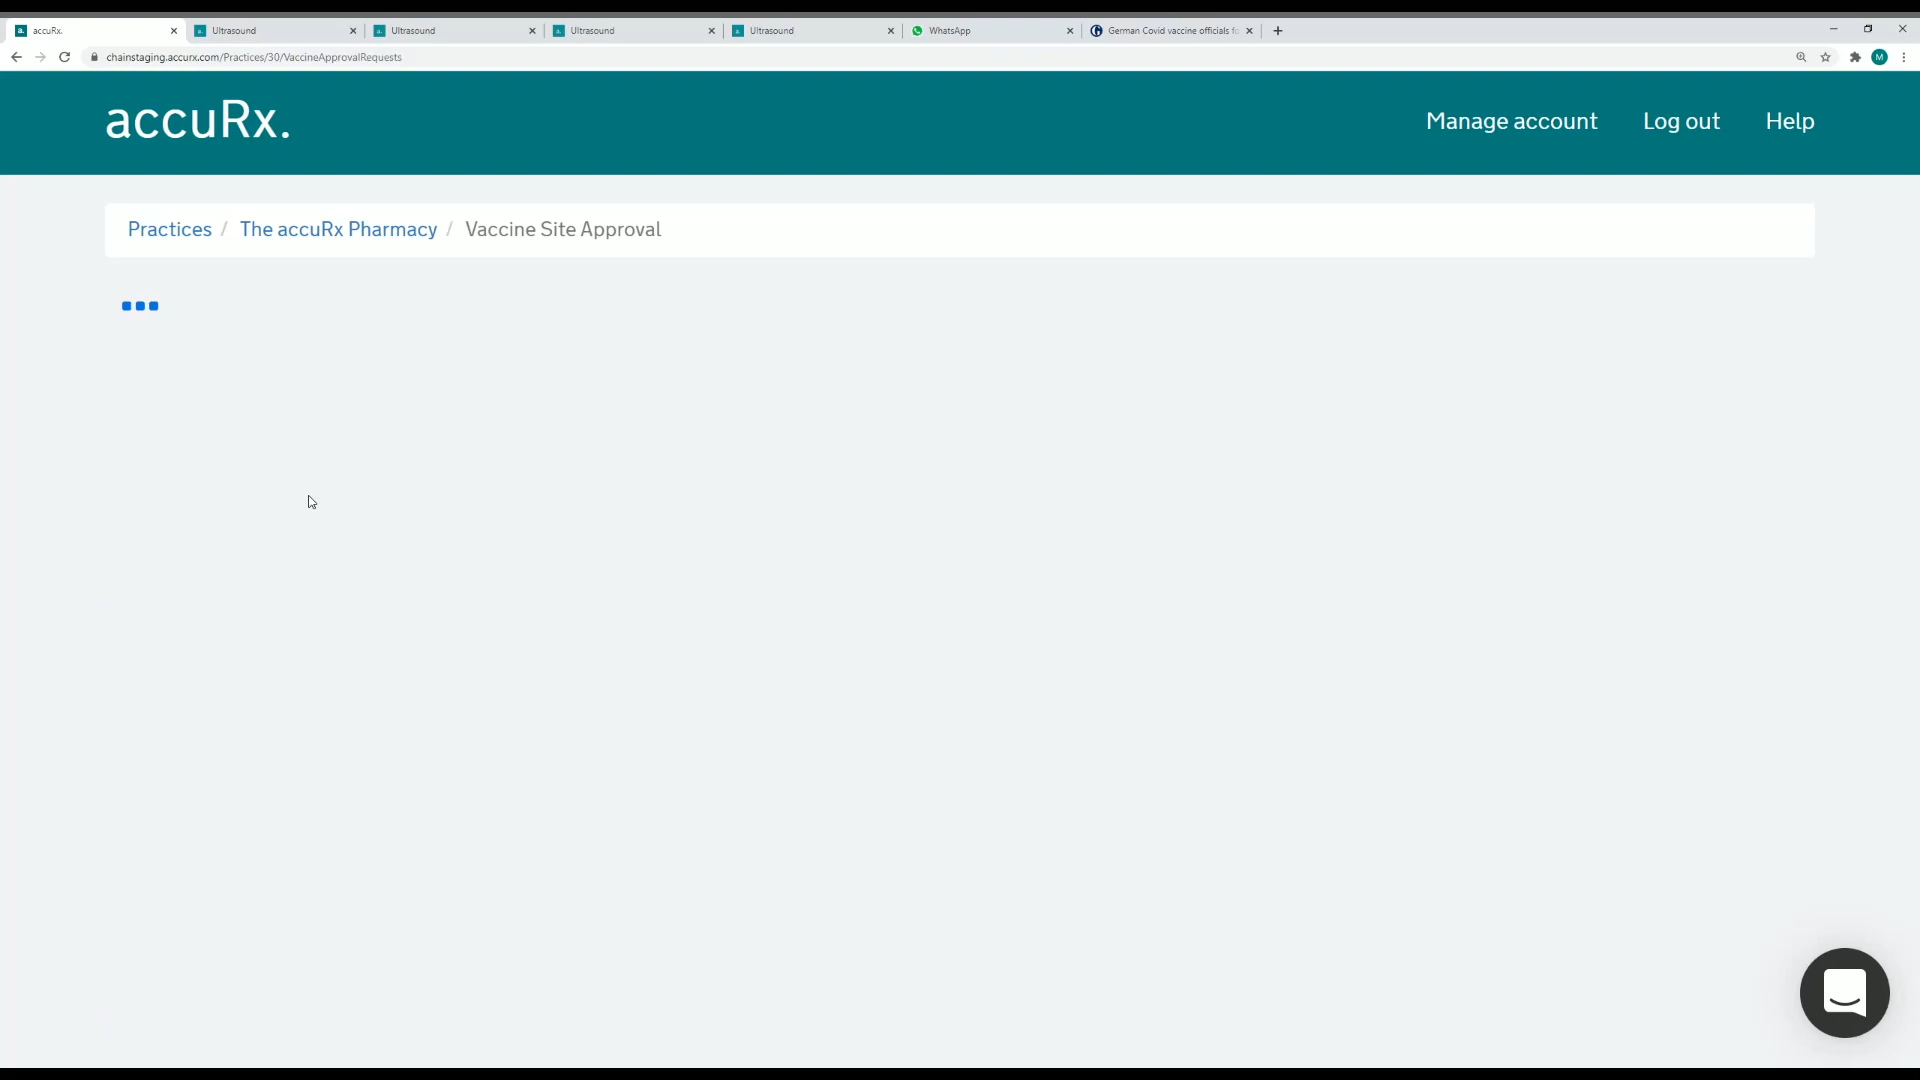 accuRx.
Ultrasound
Ultrasound
Ultrasound
Ultrasound
WhatsApp
German Covid vaccine officials fo
chainstaging.accurx.com/Practices/30/VaccineApprovalRequests
M
accuRx.
Manage account
Log out
Help
Practices / The accuRx Pharmacy / Vaccine Site Approval